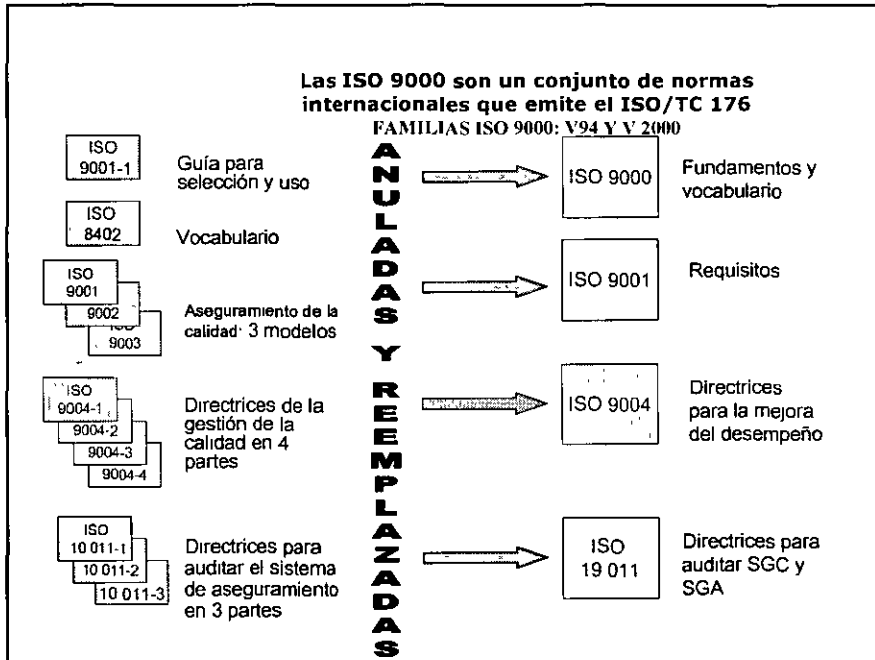 Las ISO 9000 son un conjunto de normas
internacionales que emite el ISO/TC 176
FAMILIAS ISO 9000: V94 Y V 2000
ISO
9001-1
Guía para
selección y uso
ISO
8402
Vocabulario
ISO
9001
9002
9003
Aseguramiento de la
calidad: 3 modelos
ISO
9004-1
9004-2
9004-3
9004-4
Directrices de la
gestión de la
calidad en 4
partes
ISO
10 011-1
10 011-2
10 011-3
Directrices para
auditar el sistema
de aseguramiento
en 3 partes
ANULADAS Y REEMPLAZADAS
ISO 9000
Fundamentos y
vocabulario
ISO 9001
Requisitos
ISO 9004
Directrices
para la mejora
del desempeño
ISO
19 011
Directrices para
auditar SGC y
SGA